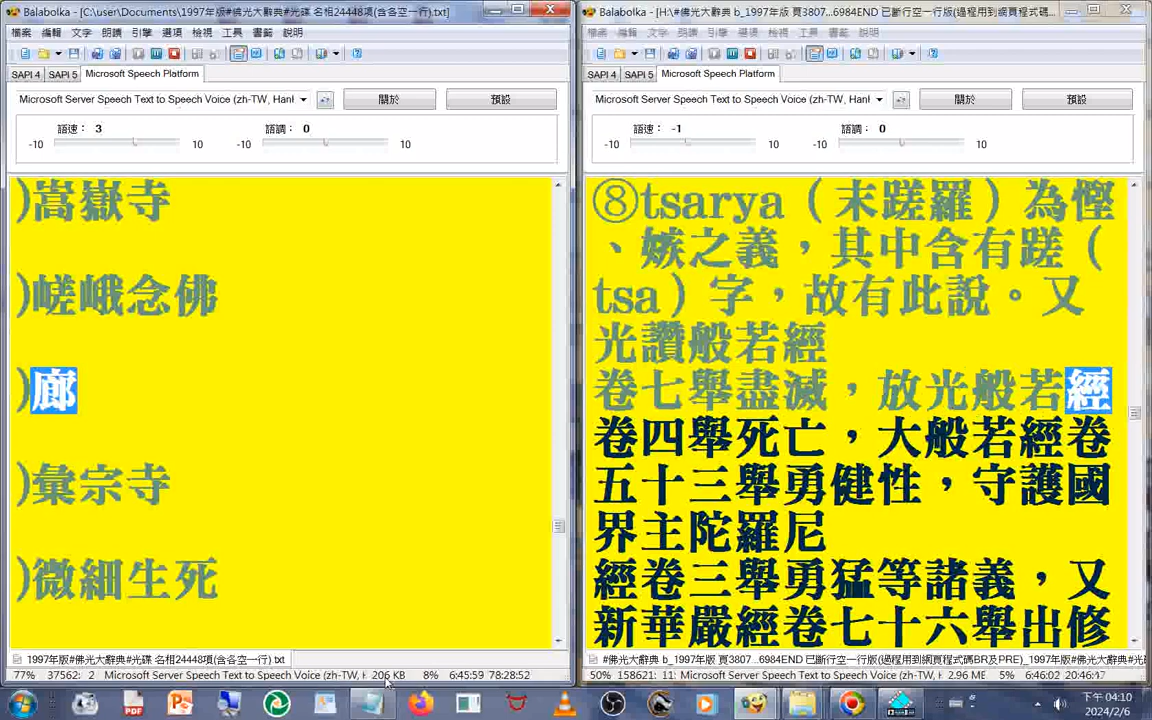 Balabolka - [C:\user\Documents\1997年版#佛光大辭典#光碟 名相24448項(含各空一行).txt]
檔案 編輯 文字 朗讀 引擎 選項 檢視 工具 書籤 說明
SAPI 4 SAPI 5 Microsoft Speech Platform
Microsoft Server Speech Text to Speech Voice (zh-TW, Hanl
關於
預設
語速： 3
語調： 0
-10 10 -10 10
)嵩嶽寺
)嵯峨念佛
)廊
)彙宗寺
)微細生死
1997年版#佛光大辭典#光碟 名相24448項(含各空一行).txt
77% 37562: 2 Microsoft Server Speech Text to Speech Voice (zh-TW, H 206 KB 8% 6:45:59 78:28:52
Balabolka - [H:\#佛光大辭典 b_1997年版 頁3807...6984END 已斷行空一行版(過程用到網頁程式碼...
檔案 編輯 文字 朗讀 引擎 選項 檢視 工具 書籤 說明
SAPI 4 SAPI 5 Microsoft Speech Platform
Microsoft Server Speech Text to Speech Voice (zh-TW, Hanl
關於
預設
語速： -1
語調： 0
-10 10 -10 10
⑧tsarya（末蹉羅）為慳
、嫉之義，其中含有蹉（
tsa）字，故有此說。又
光讚般若經
卷七舉盡滅，放光般若經
卷四舉死亡，大般若經卷
五十三舉勇健性，守護國
界主陀羅尼
經卷三舉勇猛等諸義，又
新華嚴經卷七十六舉出修
#佛光大辭典 b_1997年版 頁3807...6984END 已斷行空一行版(過程用到網頁程式碼BR及PRE)_1997年版#光
50% 158621: 11: Microsoft Server Speech Text to Speech Voice (zh-TW, 2.96 ME 5% 6:46:02 20:46:17
下午 04:10
2024/2/6